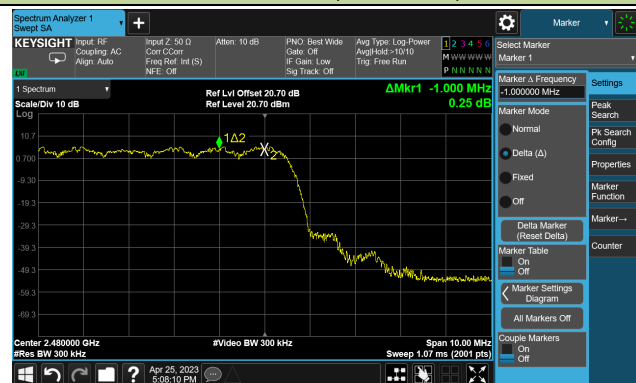 Spectrum Analyzer 1
Swept SA
Marker
KEYSIGHT
Input: RF
Coupling: AC
Align: Auto
Input Z: 50 Ω
Corr CCorr
Freq Ref: Int (S)
NFE: Off
Atten: 10 dB
PNO: Best Wide
Gate: Off
IF Gain: Low
Sig Track: Off
Avg Type: Log-Power
Avg|Hold:>10/10
Trig: Free Run
1 2 3 4 5 6
M W W W W W
P N N N N N
Select Marker
Marker 1
1 Spectrum
Scale/Div 10 dB
Log
Ref Lvl Offset 20.70 dB
Ref Level 20.70 dBm
ΔMkr1 -1.000 MHz
0.25 dB
10.7
0.700
-9.30
-19.3
-29.3
-39.3
-49.3
-59.3
-69.3
1Δ2
X2
Center 2.480000 GHz
#Res BW 300 kHz
#Video BW 300 kHz
Span 10.00 MHz
Sweep 1.07 ms (2001 pts)
Marker Δ Frequency
-1.000000 MHz
Marker Mode
Normal
Delta (Δ)
Fixed
Off
Delta Marker
(Reset Delta)
Marker Table
On
Off
Marker Settings
Diagram
All Markers Off
Couple Markers
On
Off
Settings
Peak
Search
Pk Search
Config
Properties
Marker
Function
Marker→
Counter
Apr 25, 2023
5:08:10 PM